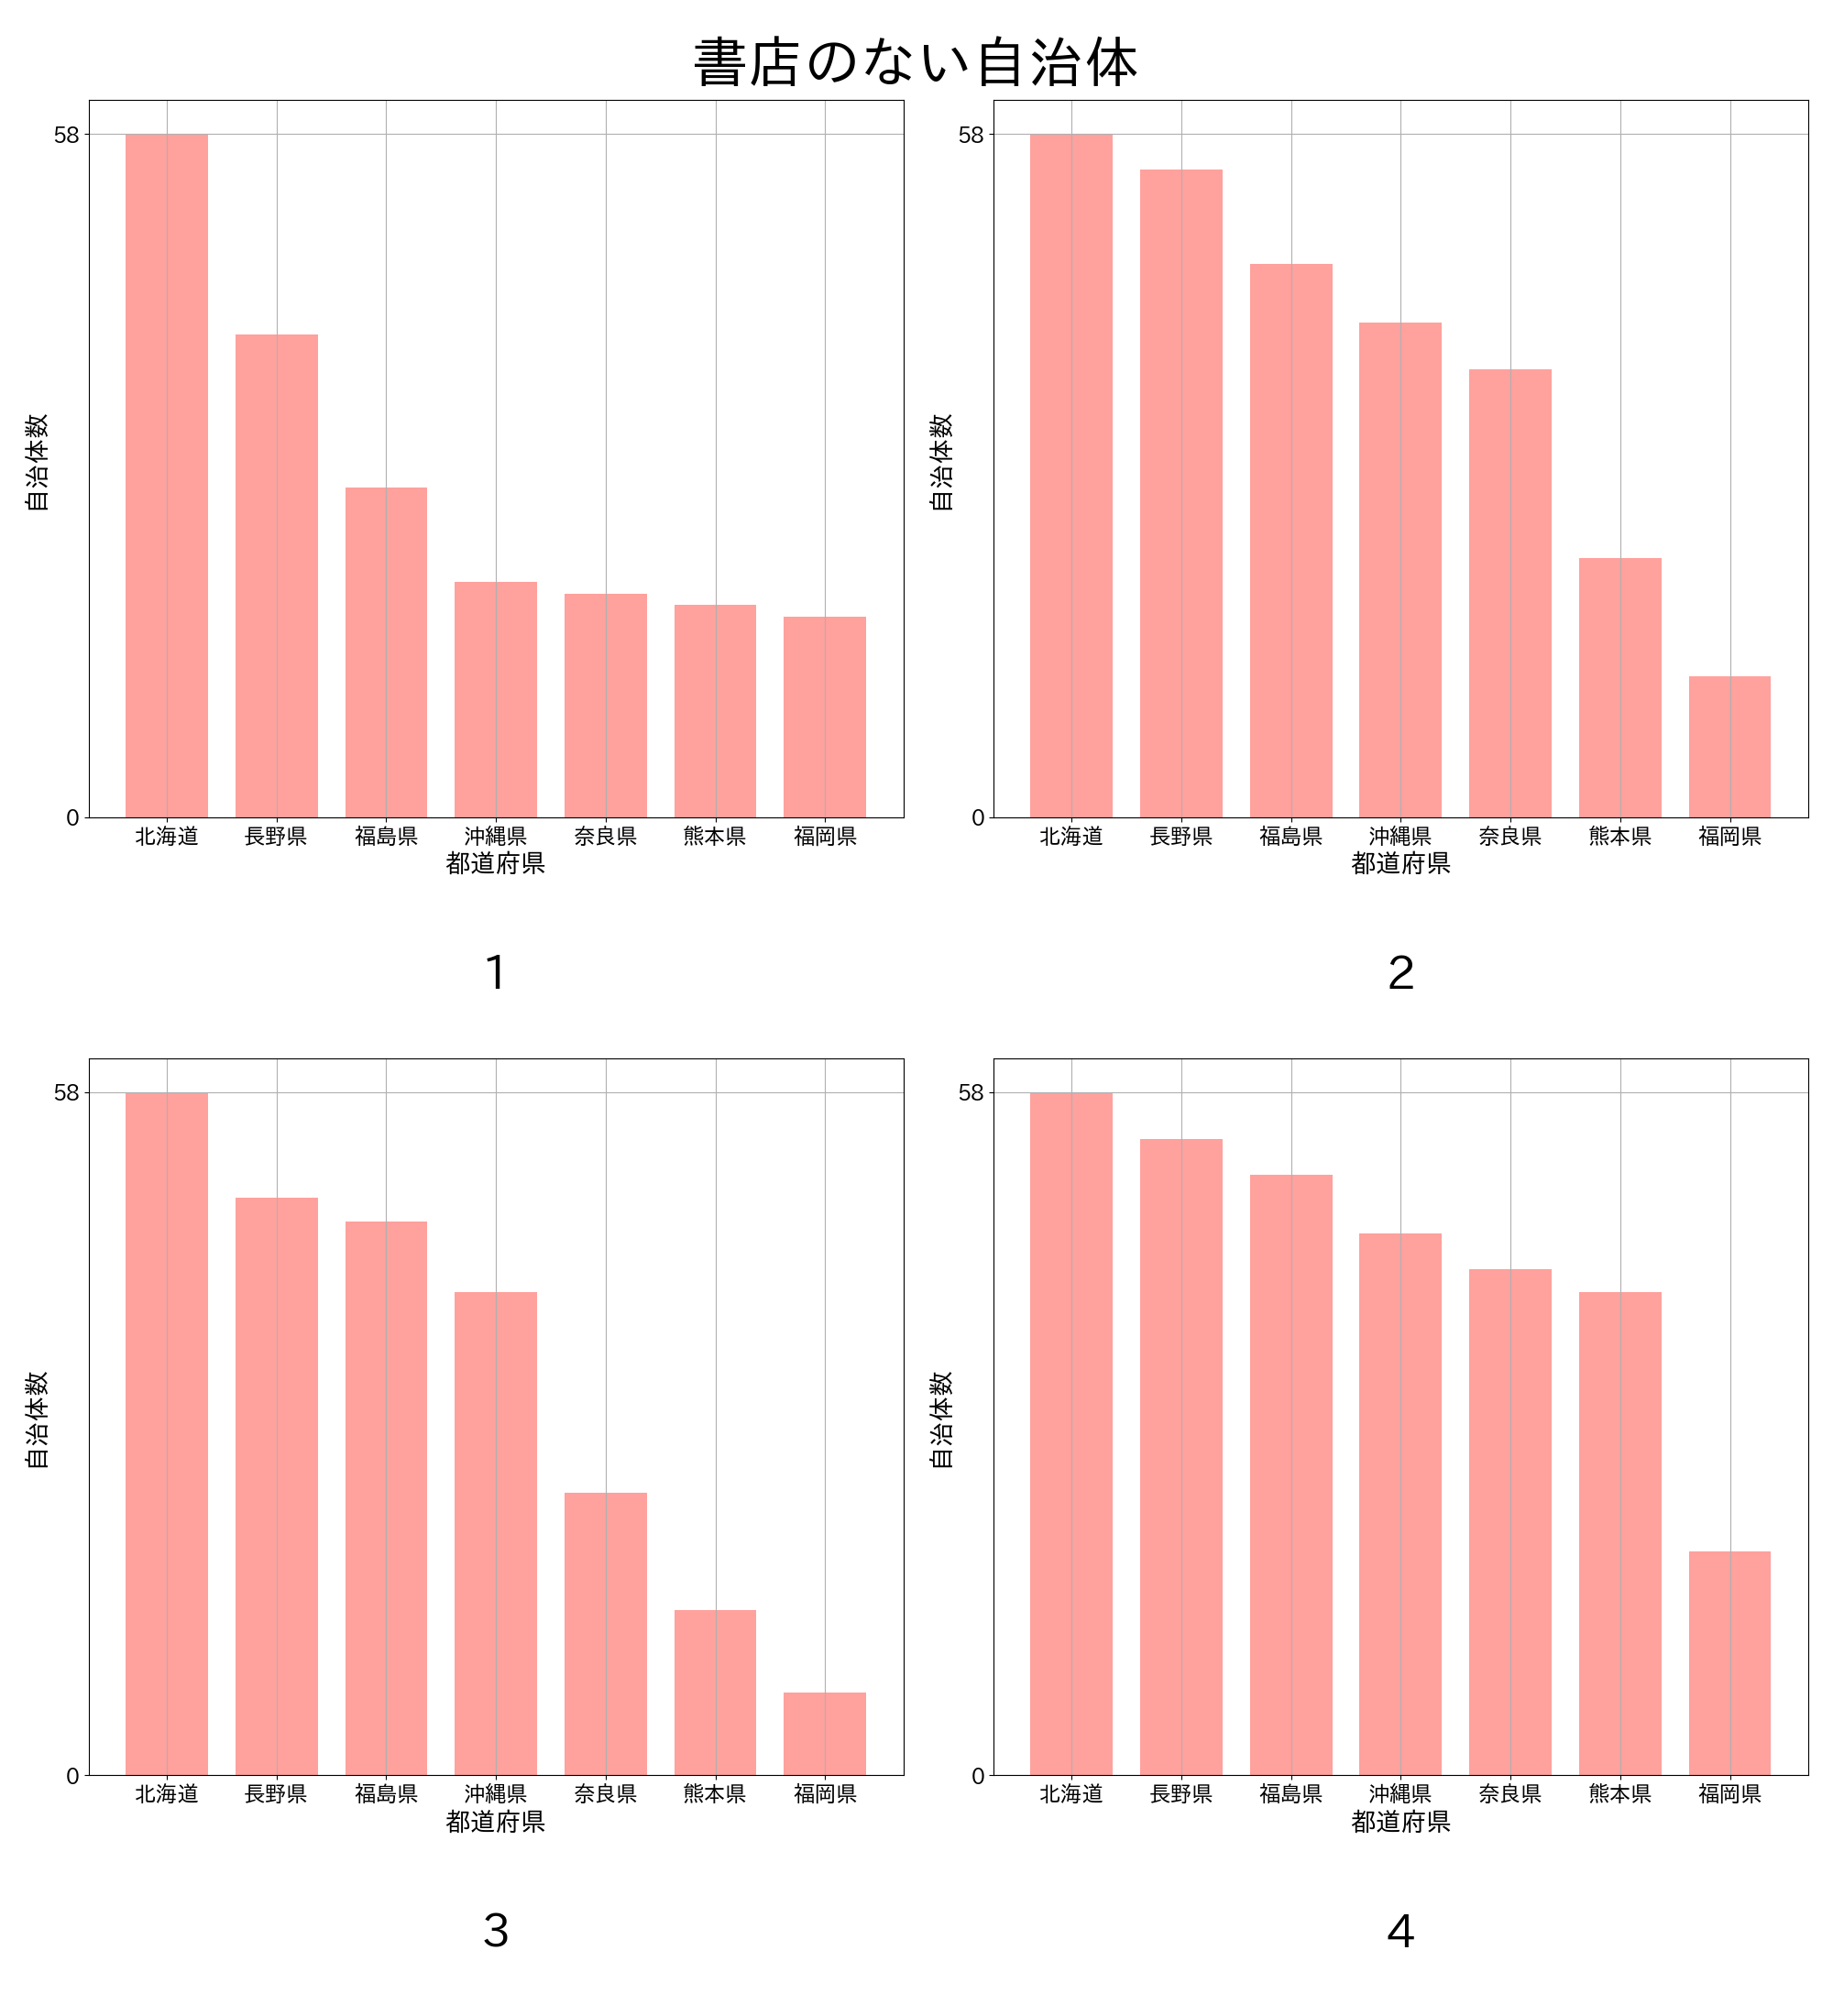 書店のない自治体
58
0
自治体数
北海道 長野県 福島県 沖縄県 奈良県 熊本県 福岡県
都道府県
1
58
0
自治体数
北海道 長野県 福島県 沖縄県 奈良県 熊本県 福岡県
都道府県
2
58
0
自治体数
北海道 長野県 福島県 沖縄県 奈良県 熊本県 福岡県
都道府県
3
58
0
自治体数
北海道 長野県 福島県 沖縄県 奈良県 熊本県 福岡県
都道府県
4